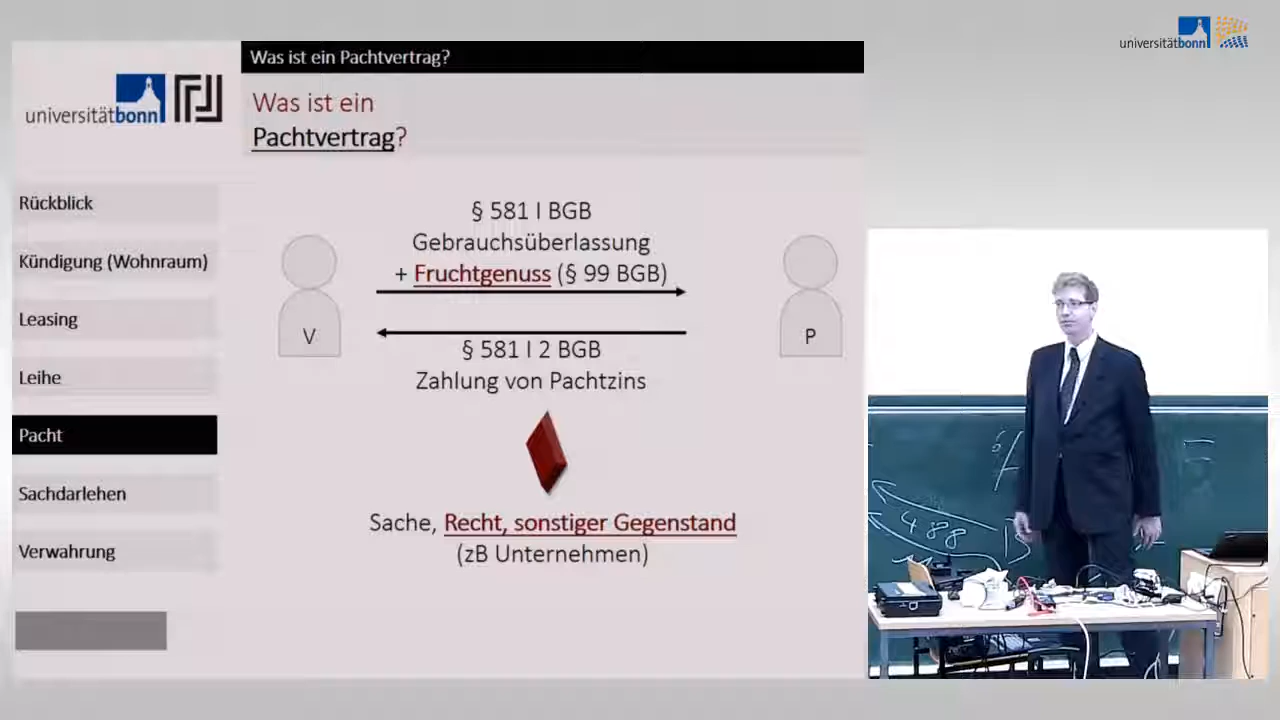 universitätbonn
Was ist ein Pachtvertrag?
universitätbonn
Was ist ein
Pachtvertrag?
Rückblick
Kündigung (Wohnraum)
Leasing
Leihe
Pacht
Sachdarlehen
Verwahrung
§ 581 I BGB
Gebrauchsüberlassung
+ Fruchtgenuss (§ 99 BGB)
V
P
§ 581 I 2 BGB
Zahlung von Pachtzins
Sache, Recht, sonstiger Gegenstand
(zB Unternehmen)
488